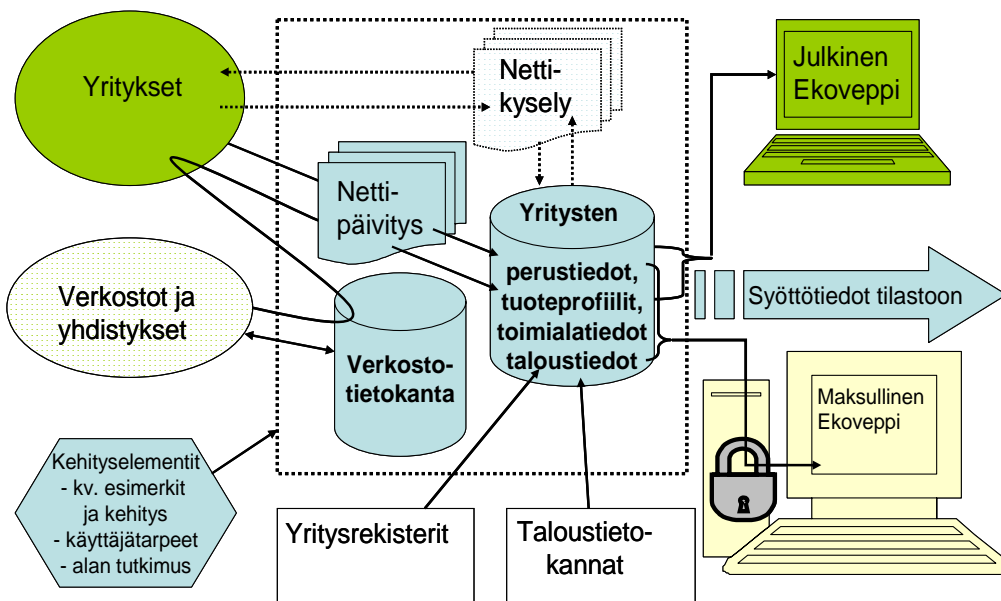 Yritykset
Netti-
kysely
Julkinen
Ekoveppi
Netti-
päivitys
Yritysten
perustiedot,
tuoteprofiilit,
toimialatiedot
taloustiedot
Syöttötiedot tilastoon
Verkostot ja
yhdistykset
Verkosto-
tietokanta
Maksullinen
Ekoveppi
Kehityselementit
- kv. esimerkit
ja kehitys
- käyttäjätarpeet
- alan tutkimus
Yritysrekisterit
Taloustieto-
kannat